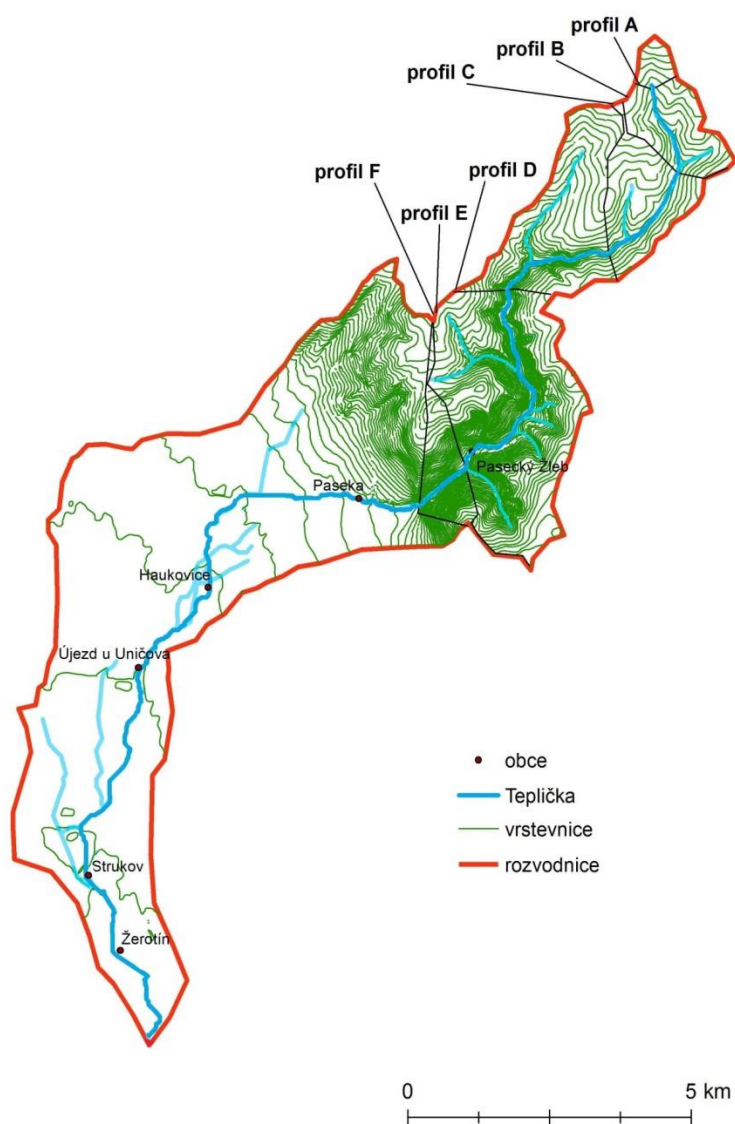 profil A
profil B
profil C
profil F
profil D
profil E
Pasecký Žleb
Paseka
Haukovice
Újezd u Uničova
obce
Teplička
vrstevnice
rozvodnice
Strukov
Žerotín
0
5 km